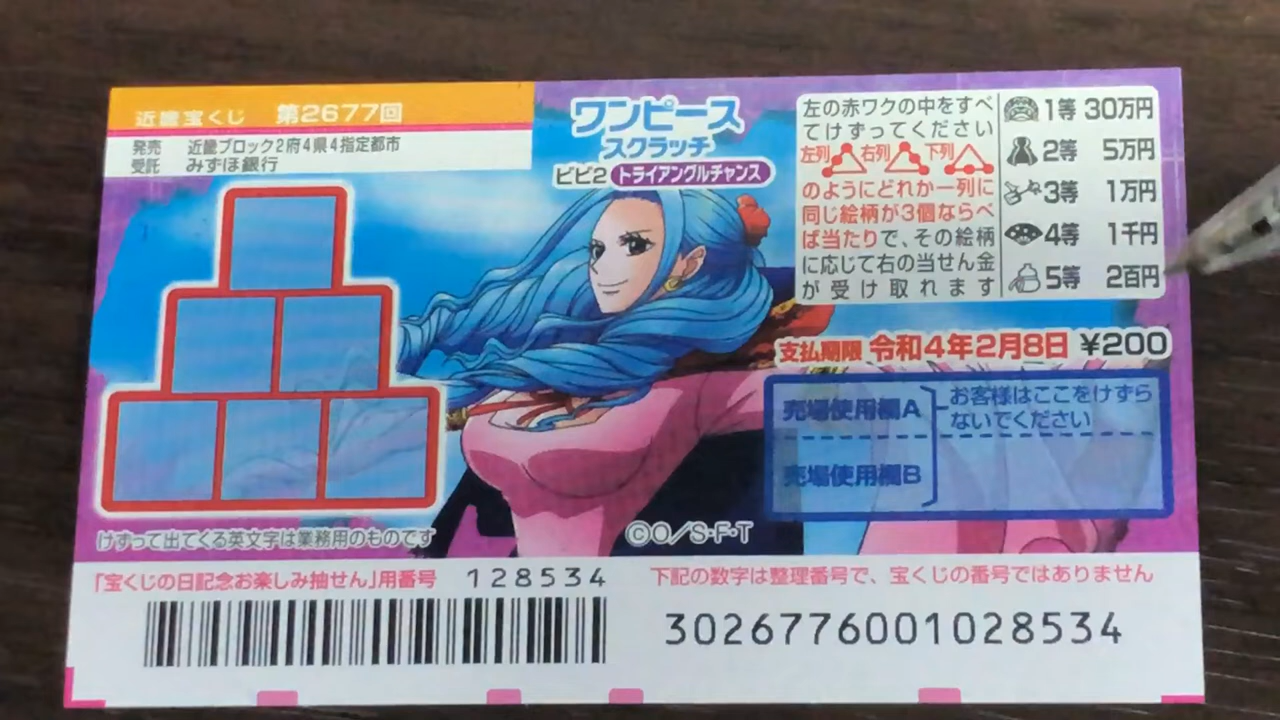 近畿宝くじ 第2677回
発売 近畿ブロック2府4県4指定都市
受託 みずほ銀行
ワンピース
スクラッチ
ビビ2 トライアングルチャンス
左の赤ワクの中をすべ
てけずってください
左列 右列 下列
のようにどれか一列に
同じ絵柄が3個ならべ
ば当たりで、その絵柄
に応じて右の当せん金
が受け取れます
1等 30万円
2等 5万円
3等 1万円
4等 1千円
5等 2百円
支払期限 令和4年2月8日 ¥200
売場使用欄A
売場使用欄B
お客様はここをけずら
ないでください
©O/S・F・T
けずって出てくる英文字は業務用のものです
「宝くじの日記念お楽しみ抽せん」用番号 128534
下記の数字は整理番号で、宝くじの番号ではありません
3026776001028534